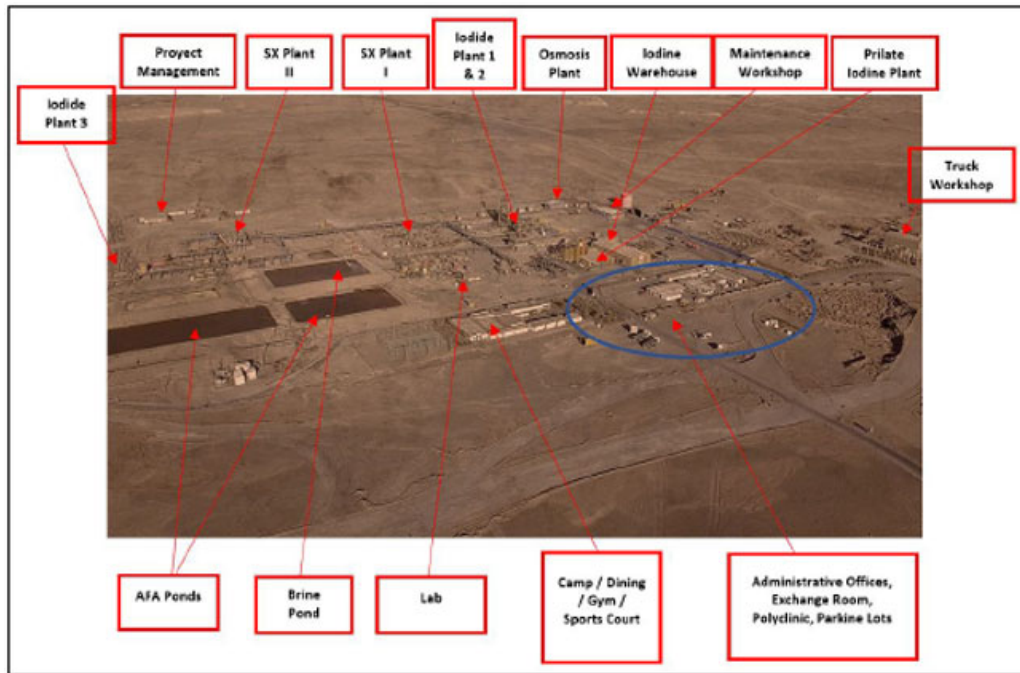 Iodide
Plant 3
Proyect
Management
SX Plant
II
SX Plant
I
Iodide
Plant 1
& 2
Osmosis
Plant
Iodine
Warehouse
Maintenance
Workshop
Prilate
Iodine Plant
Truck
Workshop
AFA Ponds
Brine
Pond
Lab
Camp / Dining
/ Gym /
Sports Court
Administrative Offices,
Exchange Room,
Polyclinic, Parkine Lots